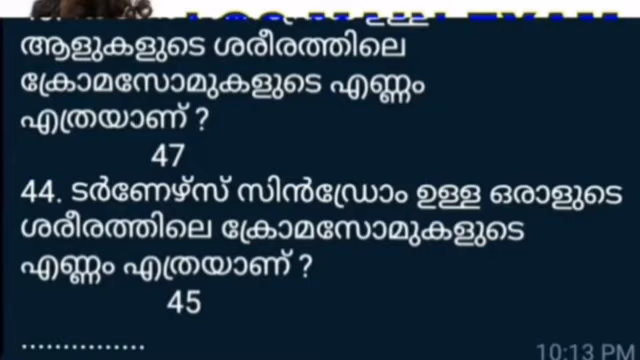 ഉള്ള
ആളുകളുടെ ശരീരത്തിലെ
ക്രോമസോമുകളുടെ എണ്ണം
എത്രയാണ് ?
47
44. ടർണേഴ്സ് സിൻഡ്രോം ഉള്ള ഒരാളുടെ
ശരീരത്തിലെ ക്രോമസോമുകളുടെ
എണ്ണം എത്രയാണ് ?
45
...............
10:13 PM